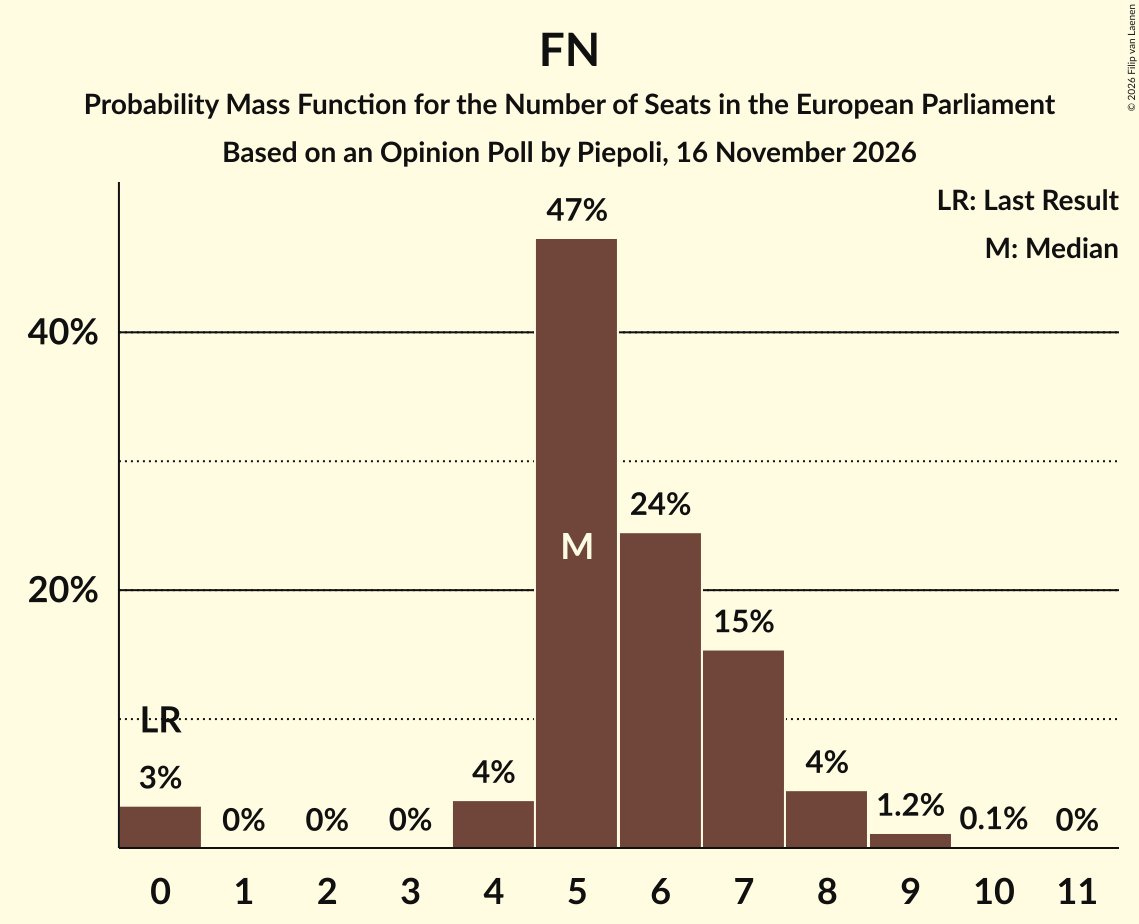 FN
Probability Mass Function for the Number of Seats in the European Parliament
Based on an Opinion Poll by Piepoli, 16 November 2026
© 2026 Filip van Laenen
LR: Last Result
M: Median
47%
40%
24%
M
20%
15%
LR
3%
0%
0%
0%
4%
4%
1.2%
0.1%
0%
0 1 2 3 4 5 6 7 8 9 10 11